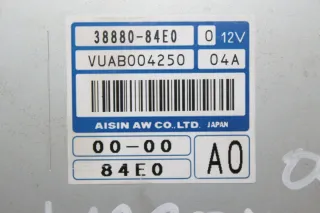 38880-84E0 0 12V
VUAB004250 04A
AISIN AW CO.,LTD. JAPAN
00-00
84E0 A0